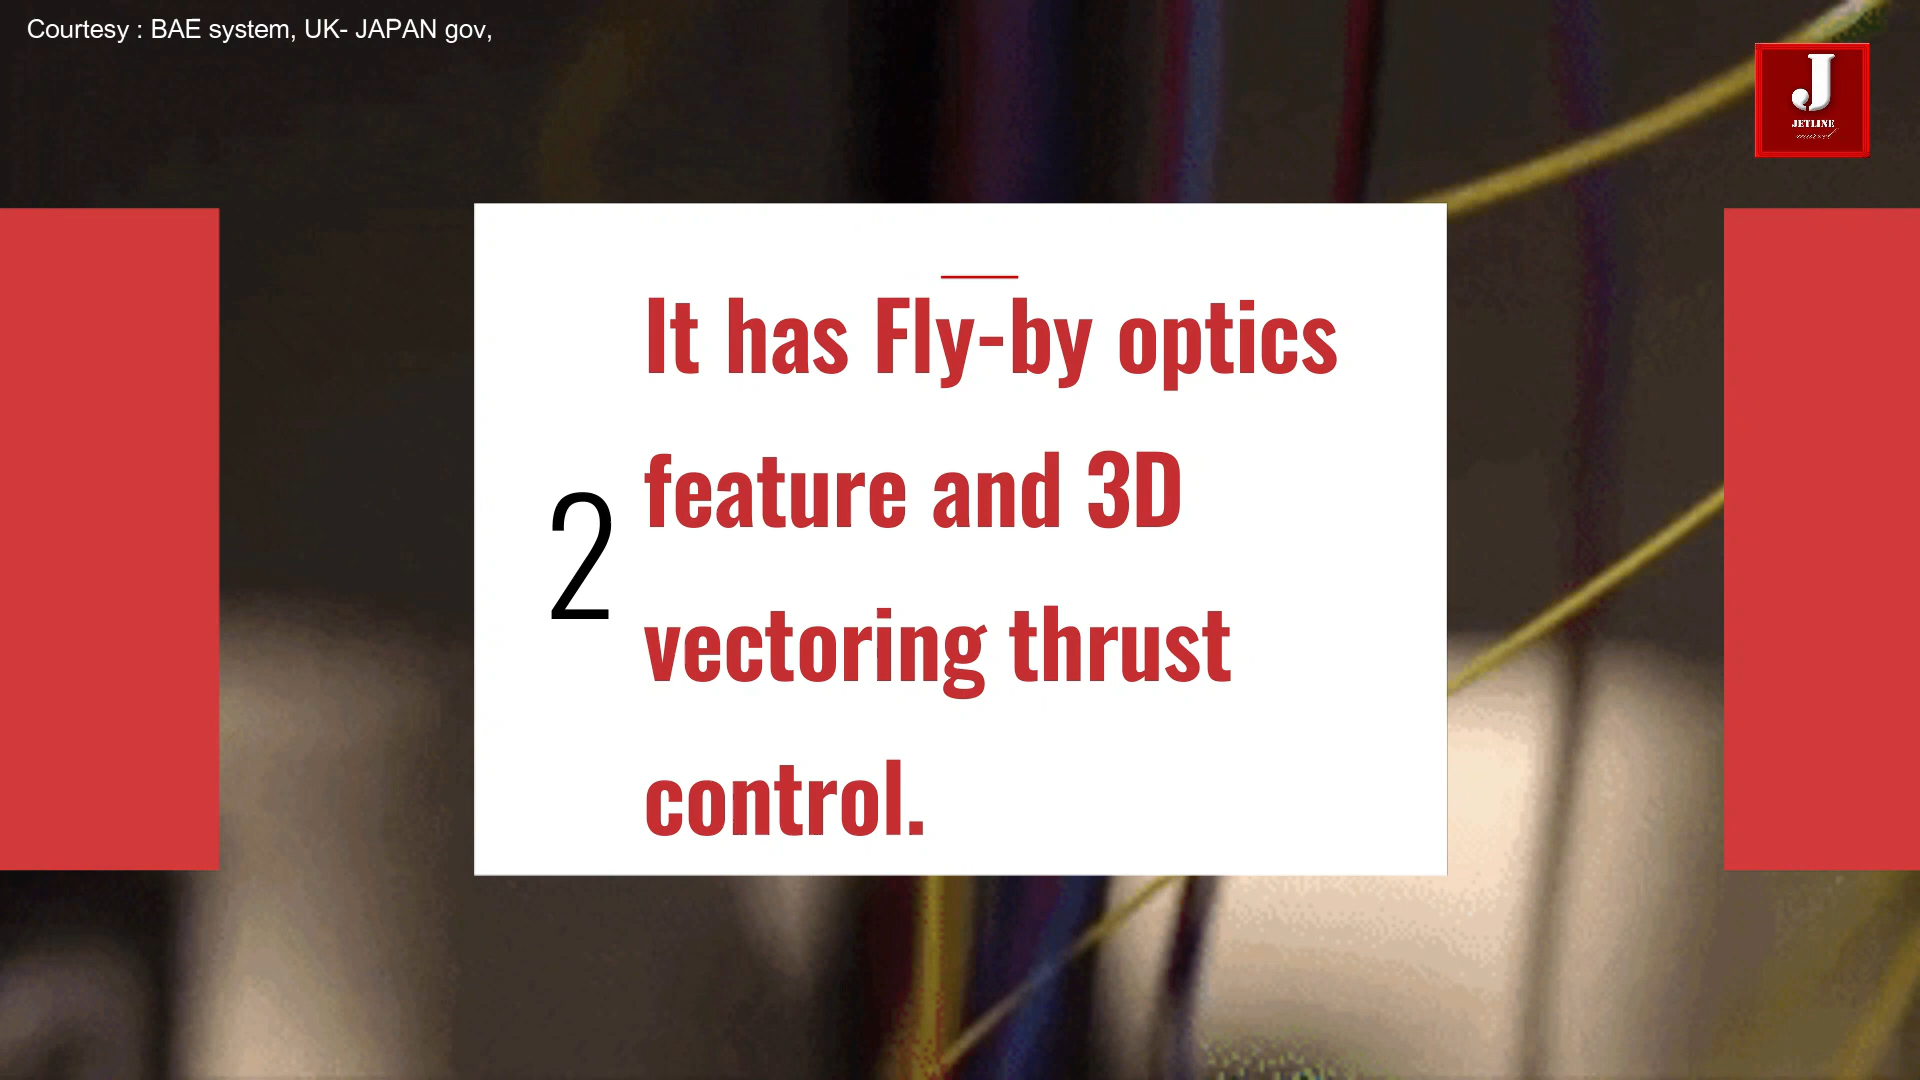 Courtesy : BAE system, UK- JAPAN gov,
J
JETLINE
marvel
It has Fly-by optics
feature and 3D
2
vectoring thrust
control.